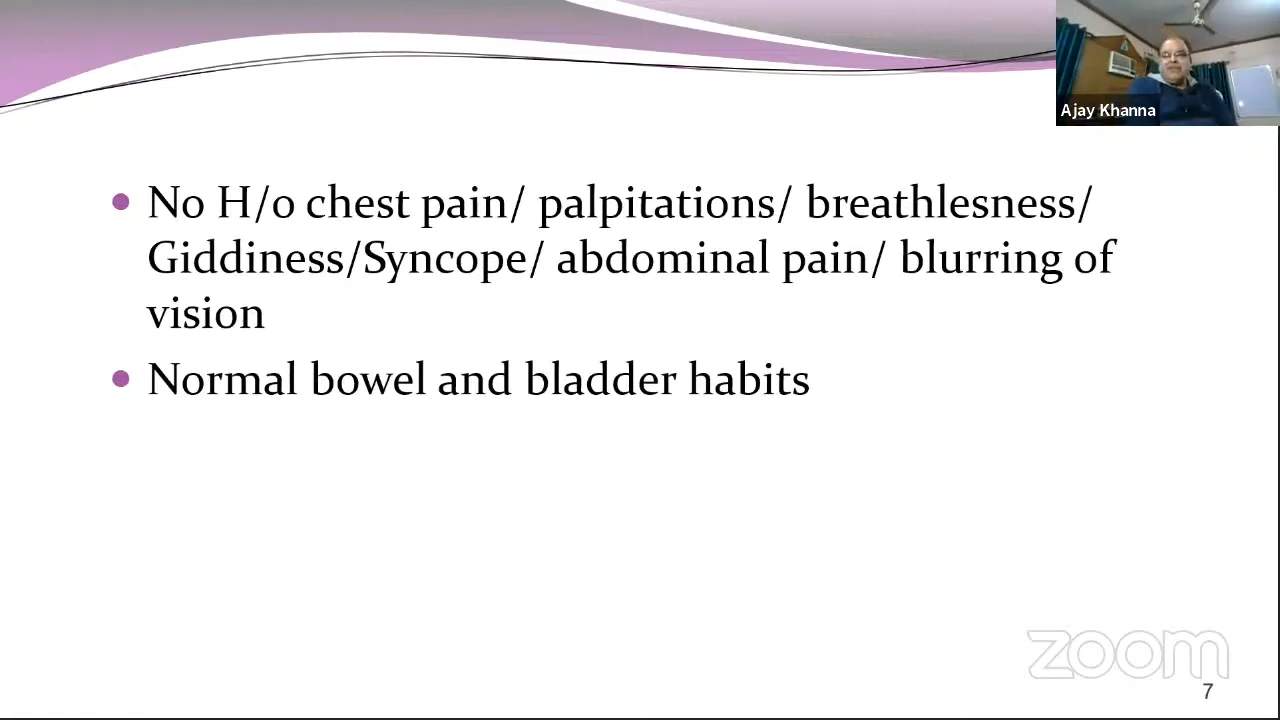 Ajay Khanna
• No H/o chest pain/ palpitations/ breathlesness/
Giddiness/Syncope/ abdominal pain/ blurring of
vision
• Normal bowel and bladder habits
zoom
7